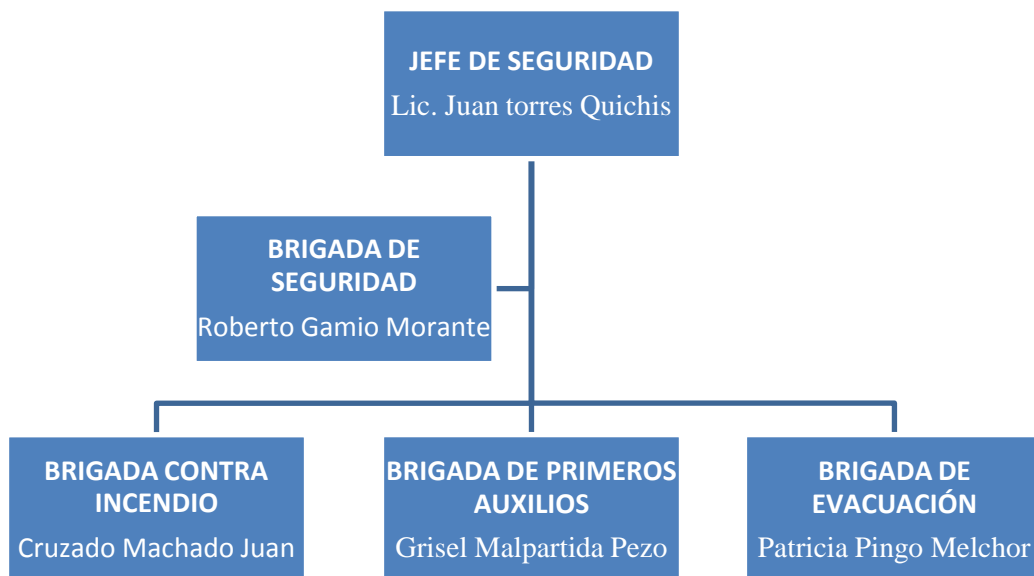 JEFE DE SEGURIDAD
Lic. Juan torres Quichis
BRIGADA DE
SEGURIDAD
Roberto Gamio Morante
BRIGADA CONTRA
INCENDIO
Cruzado Machado Juan
BRIGADA DE PRIMEROS
AUXILIOS
Grisel Malpartida Pezo
BRIGADA DE
EVACUACIÓN
Patricia Pingo Melchor